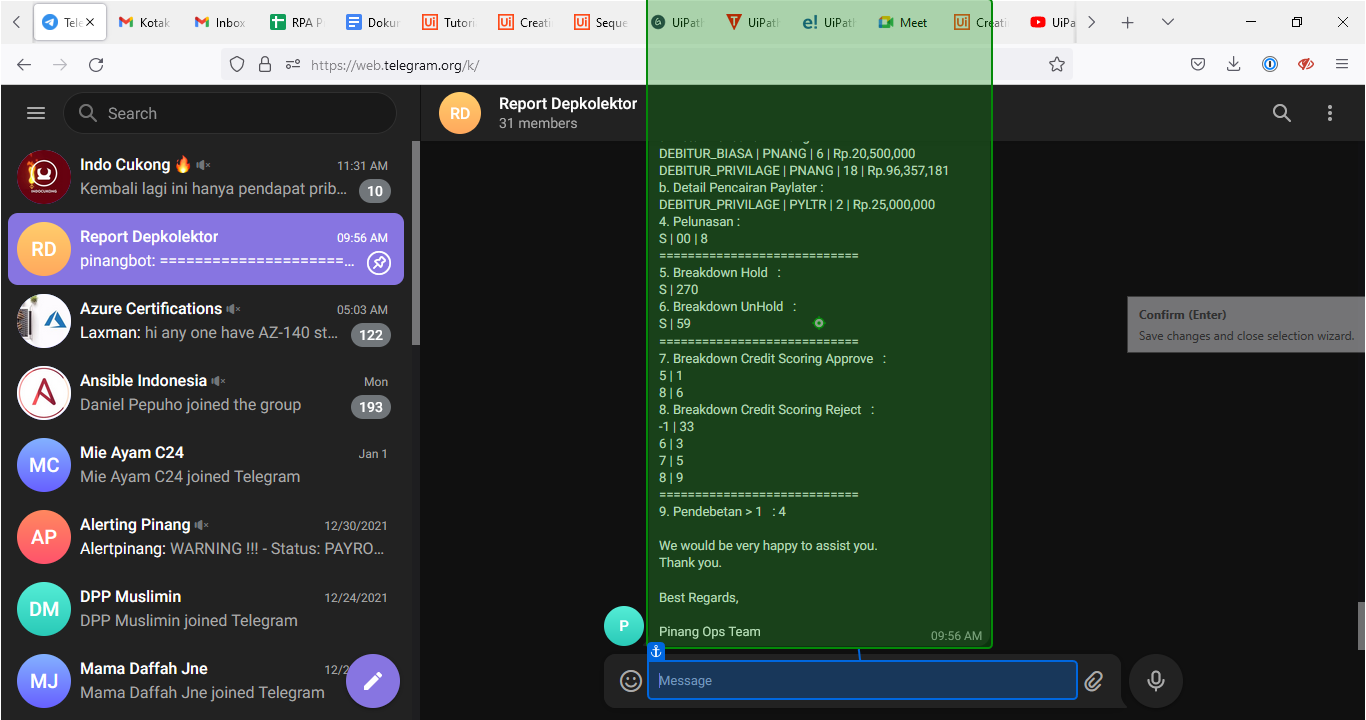 Tele
Kotak
Inbox
RPA P
Dokur
Tutori
Creati
Seque
UiPatl
UiPatl
UiPatl
Meet
Creati
UiPa
https://web.telegram.org/k/
Search
Indo Cukong 🔥
11:31 AM
Kembali lagi ini hanya pendapat prib...
10
RD
Report Depkolektor
09:56 AM
pinangbot: =====================...
Azure Certifications
05:03 AM
Laxman: hi any one have AZ-140 st...
122
Ansible Indonesia
Mon
Daniel Pepuho joined the group
193
MC
Mie Ayam C24
Jan 1
Mie Ayam C24 joined Telegram
AP
Alerting Pinang
12/30/2021
Alertpinang: WARNING !!! - Status: PAYRO...
DM
DPP Muslimin
12/24/2021
DPP Muslimin joined Telegram
MJ
Mama Daffah Jne
12/2
Mama Daffah Jne joined Telegram
RD
Report Depkolektor
31 members
DEBITUR_BIASA | PNANG | 6 | Rp.20,500,000
DEBITUR_PRIVILAGE | PNANG | 18 | Rp.96,357,181
b. Detail Pencairan Paylater :
DEBITUR_PRIVILAGE | PYLTR | 2 | Rp.25,000,000
4. Pelunasan :
S | 00 | 8
============================
5. Breakdown Hold :
S | 270
6. Breakdown UnHold :
S | 59
============================
7. Breakdown Credit Scoring Approve :
5 | 1
8 | 6
8. Breakdown Credit Scoring Reject :
-1 | 33
6 | 3
7 | 5
8 | 9
============================
9. Pendebetan > 1 : 4
We would be very happy to assist you.
Thank you.
Best Regards,
Pinang Ops Team
09:56 AM
P
Message
Confirm (Enter)
Save changes and close selection wizard.